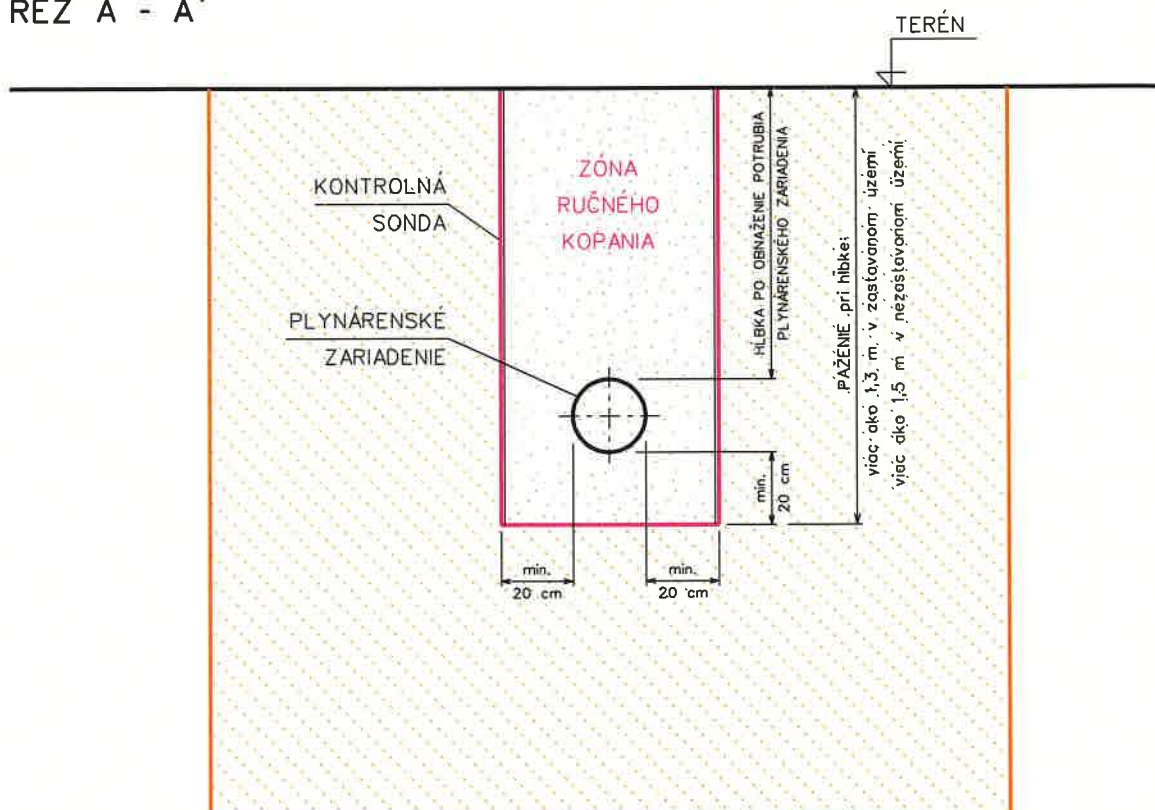 REZ A - A'
TERÉN
KONTROLNÁ
SONDA
ZÓNA
RUČNÉHO
KOPANIA
PLYNÁRENSKÉ
ZARIADENIE
HĹBKA PO OBNAŽENIE POTRUBIA
PLYNÁRENSKÉHO ZARIADENIA
PAŽENIE pri hĺbke:
viac ako 1,3 m v zastavanom území
viac ako 1,5 m v nezastavanom území
min.
20 cm
min.
20 cm
min.
20 cm